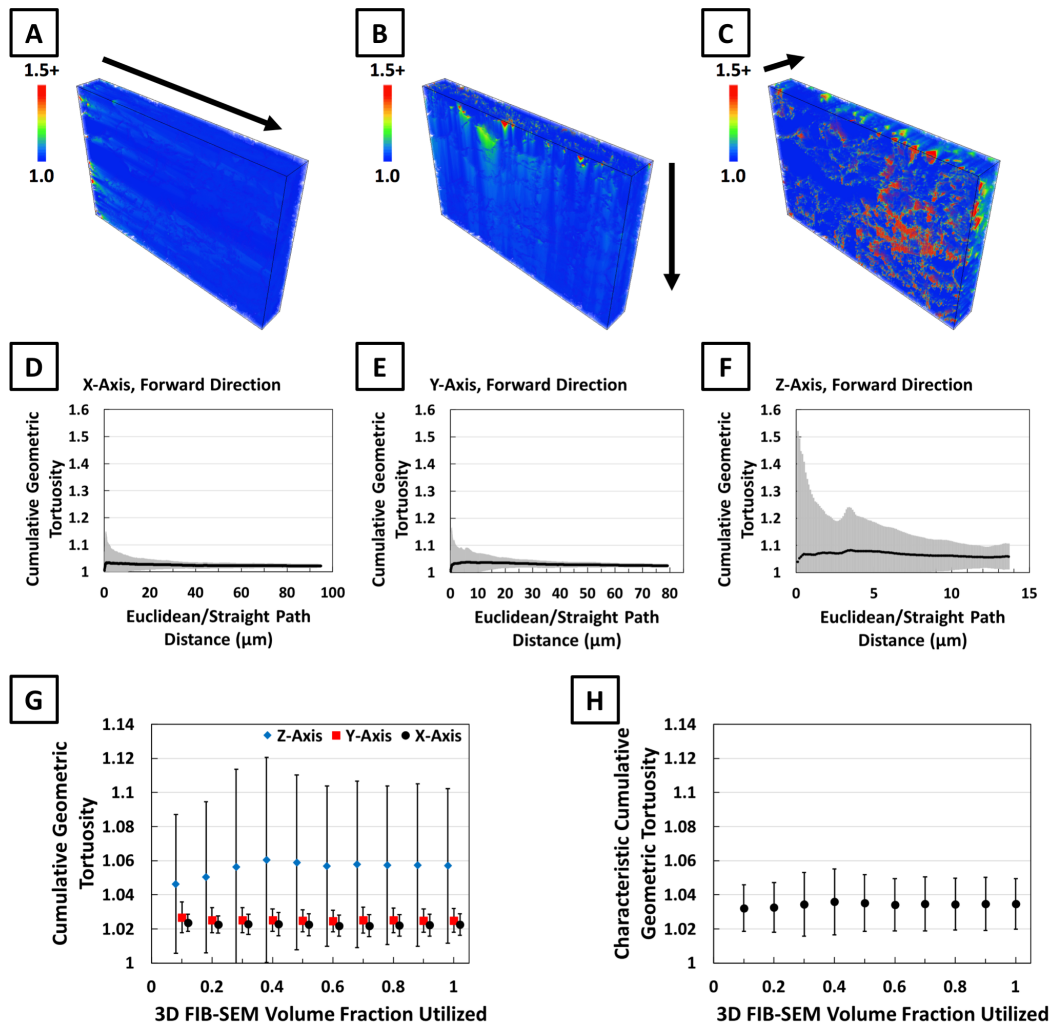 A
B
C
1.5+
1.0
1.5+
1.0
1.5+
1.0
D
X-Axis, Forward Direction
Cumulative Geometric
Tortuosity
1.6
1.5
1.4
1.3
1.2
1.1
1
0 20 40 60 80 100
Euclidean/Straight Path
Distance (µm)
E
Y-Axis, Forward Direction
Cumulative Geometric
Tortuosity
1.6
1.5
1.4
1.3
1.2
1.1
1
0 10 20 30 40 50 60 70 80
Euclidean/Straight Path
Distance (µm)
F
Z-Axis, Forward Direction
Cumulative Geometric
Tortuosity
1.6
1.5
1.4
1.3
1.2
1.1
1
0 5 10 15
Euclidean/Straight Path
Distance (µm)
G
Cumulative Geometric
Tortuosity
1.14
1.12
1.1
1.08
1.06
1.04
1.02
1
Z-Axis Y-Axis X-Axis
0 0.2 0.4 0.6 0.8 1
3D FIB-SEM Volume Fraction Utilized
H
Characteristic Cumulative
Geometric Tortuosity
1.14
1.12
1.1
1.08
1.06
1.04
1.02
1
0 0.2 0.4 0.6 0.8 1
3D FIB-SEM Volume Fraction Utilized